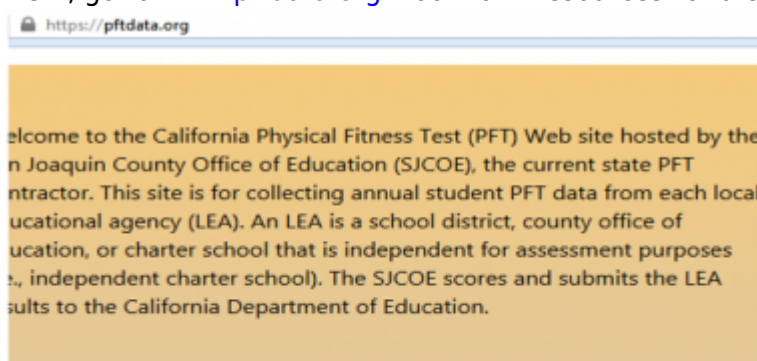 https://pftdata.org
elcome to the California Physical Fitness Test (PFT) Web site hosted by the
n Joaquin County Office of Education (SJCOE), the current state PFT
ntractor. This site is for collecting annual student PFT data from each local
ucational agency (LEA). An LEA is a school district, county office of
ucation, or charter school that is independent for assessment purposes
., independent charter school). The SJCOE scores and submits the LEA
sults to the California Department of Education.